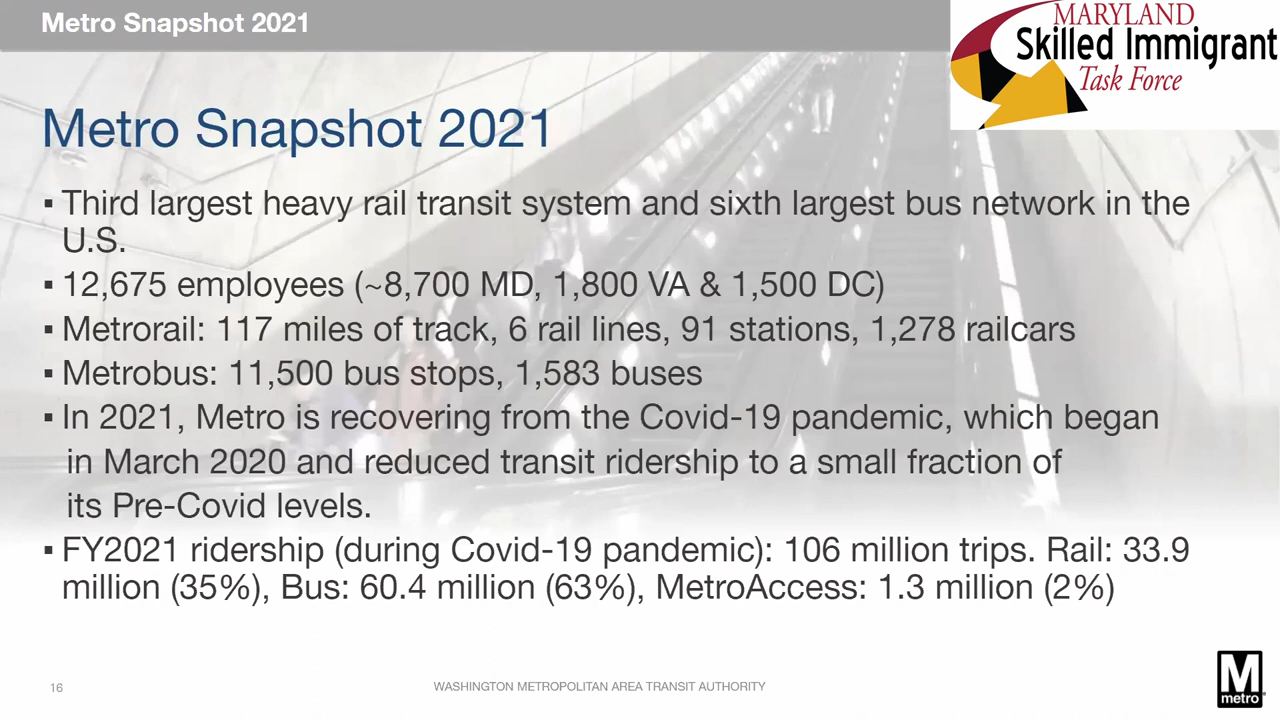 Metro Snapshot 2021
MARYLAND
Skilled Immigrant
Task Force
Metro Snapshot 2021
▪ Third largest heavy rail transit system and sixth largest bus network in the
U.S.
▪ 12,675 employees (~8,700 MD, 1,800 VA & 1,500 DC)
▪ Metrorail: 117 miles of track, 6 rail lines, 91 stations, 1,278 railcars
▪ Metrobus: 11,500 bus stops, 1,583 buses
▪ In 2021, Metro is recovering from the Covid-19 pandemic, which began
in March 2020 and reduced transit ridership to a small fraction of
its Pre-Covid levels.
▪ FY2021 ridership (during Covid-19 pandemic): 106 million trips. Rail: 33.9
million (35%), Bus: 60.4 million (63%), MetroAccess: 1.3 million (2%)
16
WASHINGTON METROPOLITAN AREA TRANSIT AUTHORITY
M
metro